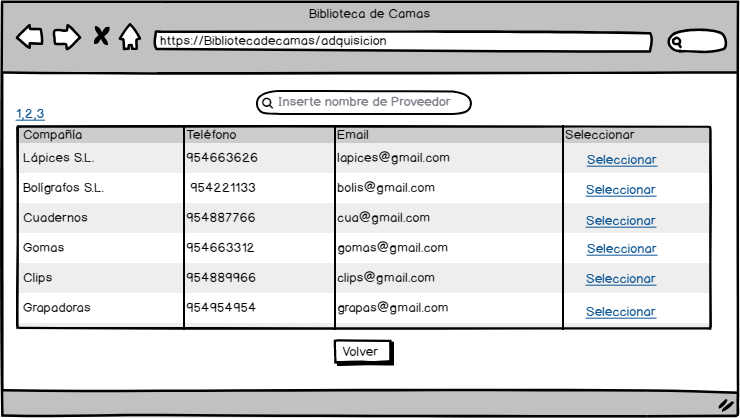 Biblioteca de Camas
https://Bibliotecadecamas/adquisicion
Inserte nombre de Proveedor
1,2,3
Compañía Teléfono Email Seleccionar
Lápices S.L. 954663626 lapices@gmail.com Seleccionar
Bolígrafos S.L. 954221133 bolis@gmail.com Seleccionar
Cuadernos 954887766 cua@gmail.com Seleccionar
Gomas 954663312 gomas@gmail.com Seleccionar
Clips 954889966 clips@gmail.com Seleccionar
Grapadoras 954954954 grapas@gmail.com Seleccionar
Volver